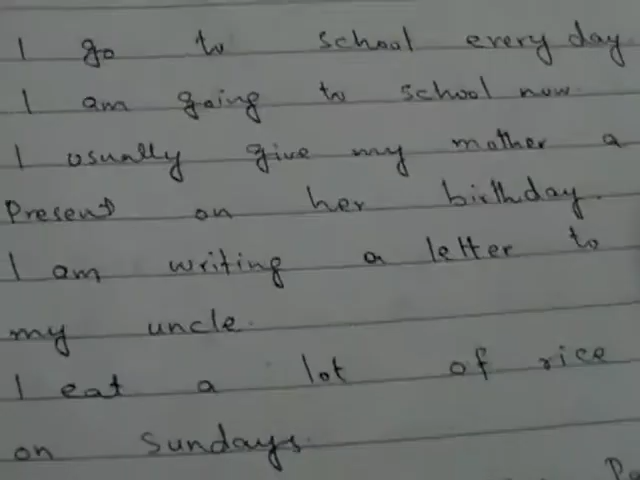 I go to school every day
I am going to school now
I usually give my mother a
Present on her birthday.
I am writing a letter to
my uncle.
I eat a lot of rice
on Sundays.